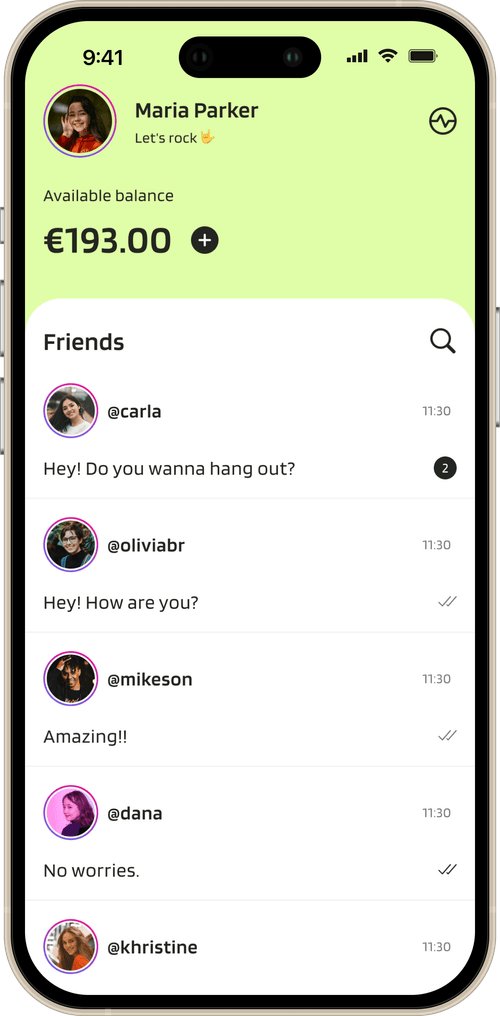 9:41
Maria Parker
Let's rock 🤟
Available balance
€193.00
Friends
@carla 11:30
Hey! Do you wanna hang out? 2
@oliviabr 11:30
Hey! How are you?
@mikeson 11:30
Amazing!!
@dana 11:30
No worries.
@khristine 11:30